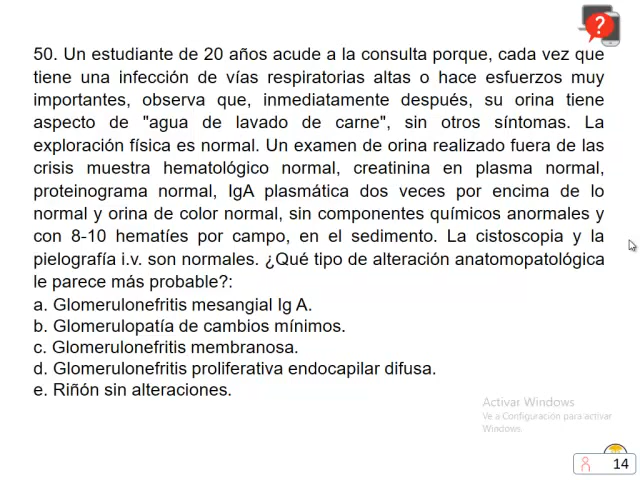 50. Un estudiante de 20 años acude a la consulta porque, cada vez que
tiene una infección de vías respiratorias altas o hace esfuerzos muy
importantes, observa que, inmediatamente después, su orina tiene
aspecto de "agua de lavado de carne", sin otros síntomas. La
exploración física es normal. Un examen de orina realizado fuera de las
crisis muestra hematológico normal, creatinina en plasma normal,
proteinograma normal, IgA plasmática dos veces por encima de lo
normal y orina de color normal, sin componentes químicos anormales y
con 8-10 hematíes por campo, en el sedimento. La cistoscopia y la
pielografía i.v. son normales. ¿Qué tipo de alteración anatomopatológica
le parece más probable?:
a. Glomerulonefritis mesangial Ig A.
b. Glomerulopatía de cambios mínimos.
c. Glomerulonefritis membranosa.
d. Glomerulonefritis proliferativa endocapilar difusa.
e. Riñón sin alteraciones.
Activar Windows
Ve a Configuración para activar
Windows.
14